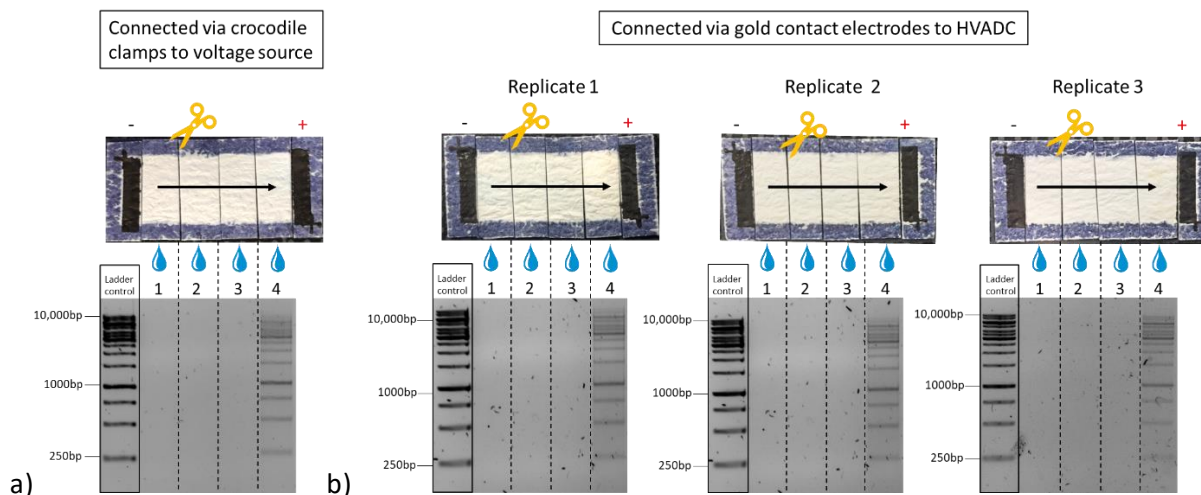 Connected via crocodile
clamps to voltage source
Connected via gold contact electrodes to HVADC
Replicate 1
Replicate 2
Replicate 3
- +
- +
- +
- +
Ladder
control
1 2 3 4
Ladder
control
1 2 3 4
Ladder
control
1 2 3 4
Ladder
control
1 2 3 4
10,000bp
1000bp
250bp
10,000bp
1000bp
250bp
10,000bp
1000bp
250bp
10,000bp
1000bp
250bp
a)
b)